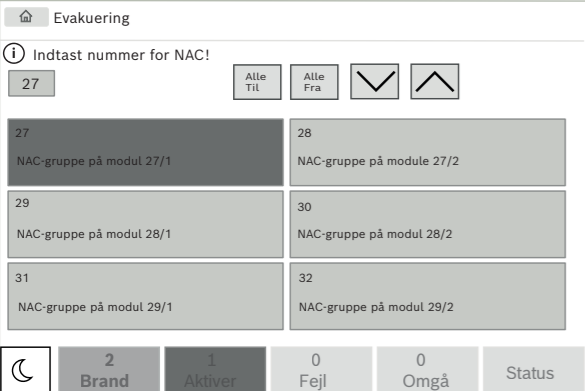 Evakuering
i Indtast nummer for NAC!
27
Alle Til
Alle Fra
27
NAC-gruppe på modul 27/1
28
NAC-gruppe på module 27/2
29
NAC-gruppe på modul 28/1
30
NAC-gruppe på modul 28/2
31
NAC-gruppe på modul 29/1
32
NAC-gruppe på modul 29/2
2
Brand
1
Aktiver
0
Fejl
0
Omgå
Status